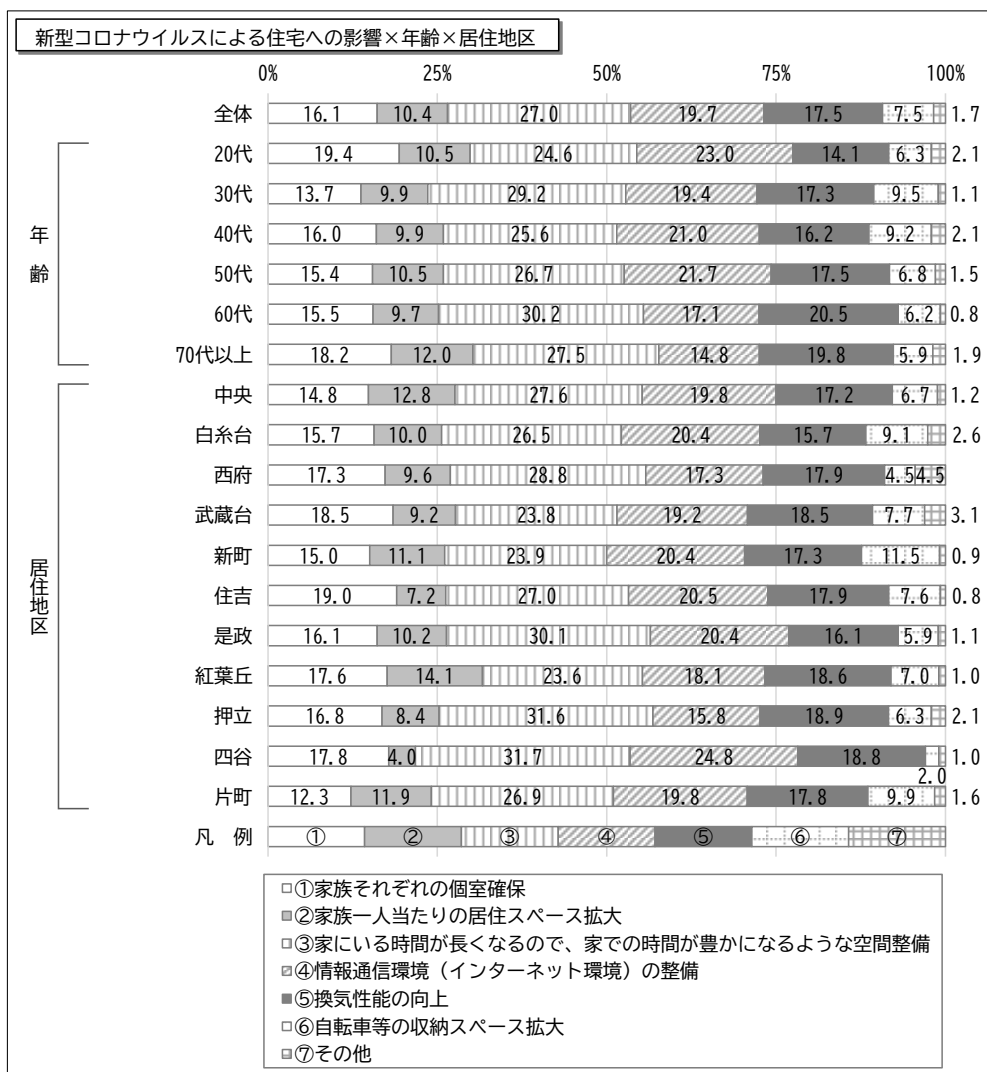 新型コロナウイルスによる住宅への影響×年齢×居住地区
0% 25% 50% 75% 100%
全体 16.1 10.4 27.0 19.7 17.5 7.5 1.7
年齢
20代 19.4 10.5 24.6 23.0 14.1 6.3 2.1
30代 13.7 9.9 29.2 19.4 17.3 9.5 1.1
40代 16.0 9.9 25.6 21.0 16.2 9.2 2.1
50代 15.4 10.5 26.7 21.7 17.5 6.8 1.5
60代 15.5 9.7 30.2 17.1 20.5 6.2 0.8
70代以上 18.2 12.0 27.5 14.8 19.8 5.9 1.9
居住地区
中央 14.8 12.8 27.6 19.8 17.2 6.7 1.2
白糸台 15.7 10.0 26.5 20.4 15.7 9.1 2.6
西府 17.3 9.6 28.8 17.3 17.9 4.5 4.5
武蔵台 18.5 9.2 23.8 19.2 18.5 7.7 3.1
新町 15.0 11.1 23.9 20.4 17.3 11.5 0.9
住吉 19.0 7.2 27.0 20.5 17.9 7.6 0.8
是政 16.1 10.2 30.1 20.4 16.1 5.9 1.1
紅葉丘 17.6 14.1 23.6 18.1 18.6 7.0 1.0
押立 16.8 8.4 31.6 15.8 18.9 6.3 2.1
四谷 17.8 4.0 31.7 24.8 18.8 2.0 1.0
片町 12.3 11.9 26.9 19.8 17.8 9.9 1.6
凡 例 ① ② ③ ④ ⑤ ⑥ ⑦
①家族それぞれの個室確保
②家族一人当たりの居住スペース拡大
③家にいる時間が長くなるので、家での時間が豊かになるような空間整備
④情報通信環境（インターネット環境）の整備
⑤換気性能の向上
⑥自転車等の収納スペース拡大
⑦その他